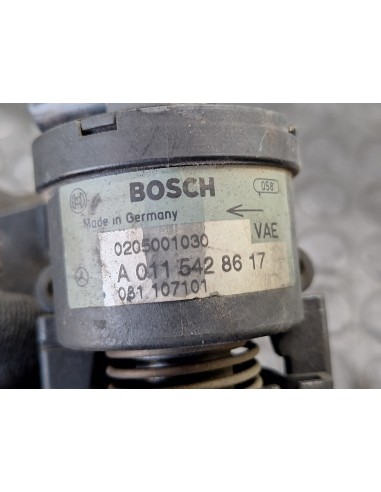 BOSCH
058
Made in Germany
VAE
0205001030
A 011 542 86 17
081 107101